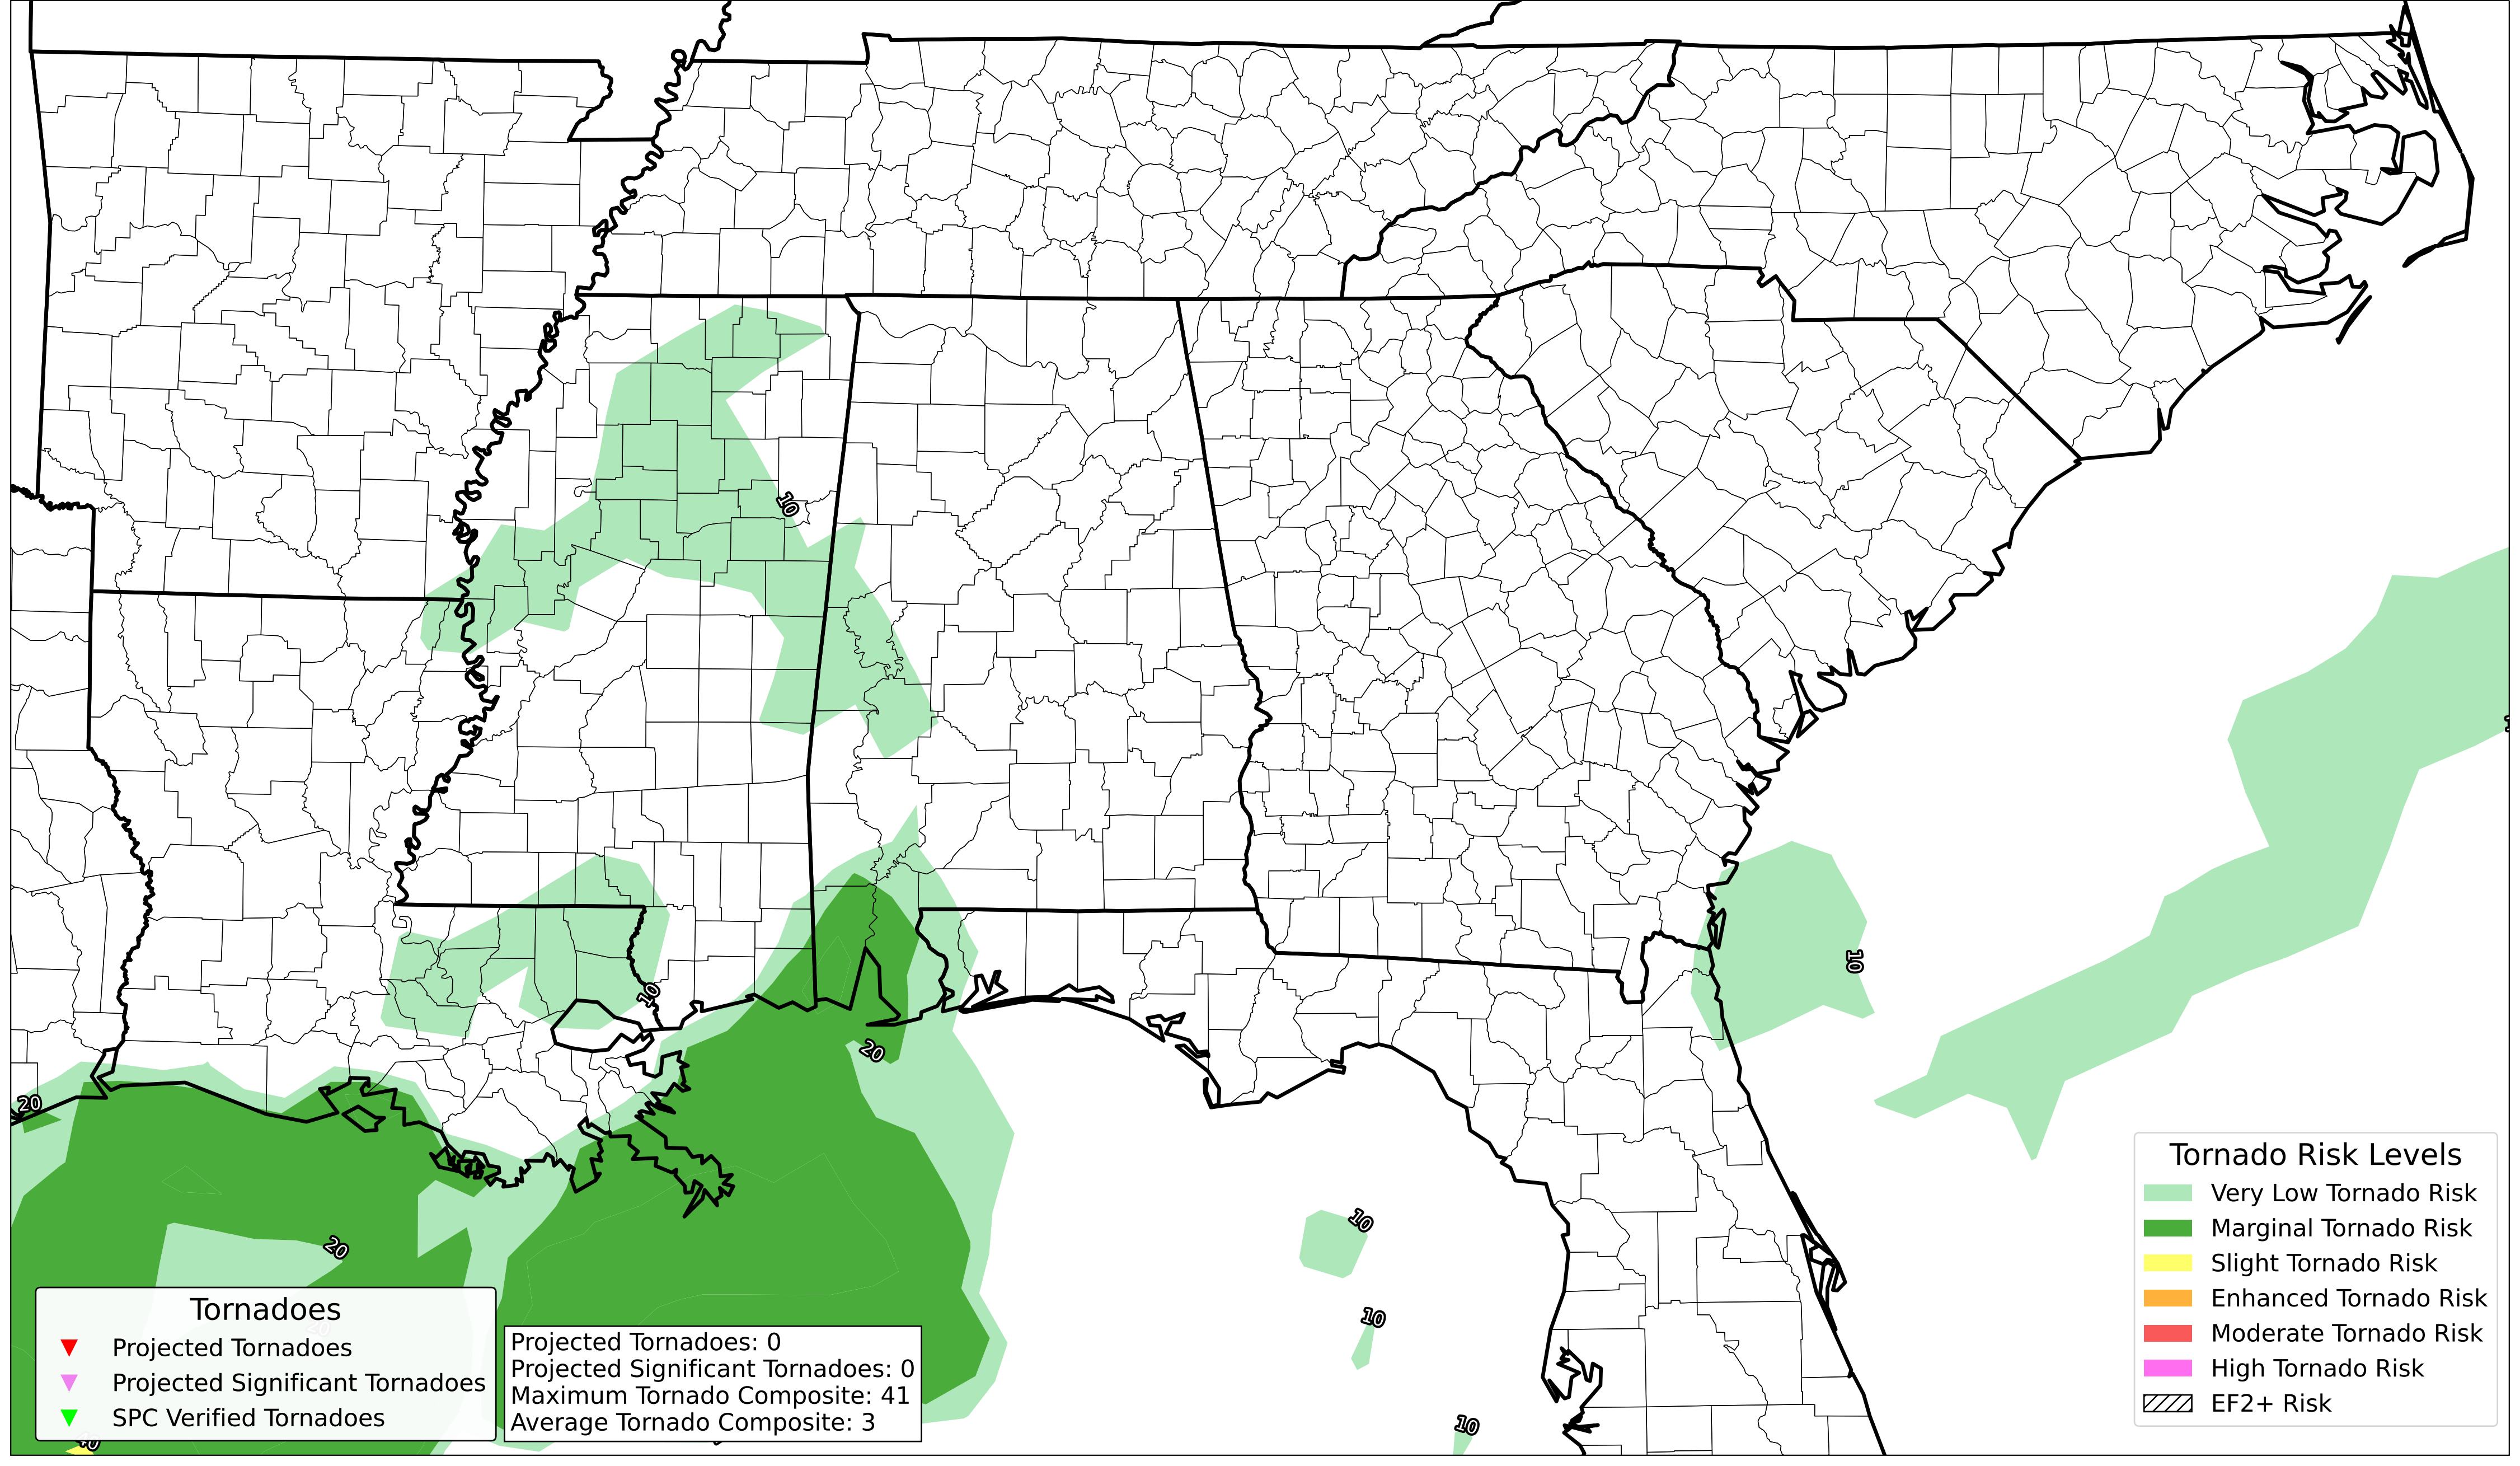 10
10
10
20
20
20
10
10
10
40
Tornadoes
Projected Tornadoes
Projected Significant Tornadoes
SPC Verified Tornadoes
Projected Tornadoes: 0
Projected Significant Tornadoes: 0
Maximum Tornado Composite: 41
Average Tornado Composite: 3
Tornado Risk Levels
Very Low Tornado Risk
Marginal Tornado Risk
Slight Tornado Risk
Enhanced Tornado Risk
Moderate Tornado Risk
High Tornado Risk
EF2+ Risk